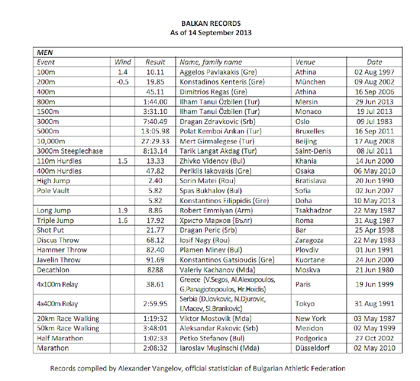 BALKAN RECORDS
As of 14 September 2013
MEN
Event Wind Result Name, family name Venue Date
100m 1.4 10.11 Aggelos Pavlakakis (Gre) Athina 02 Aug 1997
200m -0.5 19.85 Konstadinos Kenteris (Gre) München 09 Aug 2002
400m 45.11 Dimitrios Regas (Gre) Athina 16 Sep 2006
800m 1:44.00 Ilham Tanui Özbilen (Tur) Mersin 29 Jun 2013
1500m 3:31.10 Ilham Tanui Özbilen (Tur) Monaco 19 Jul 2013
3000m 7:40.49 Dragan Zdravkovic (Srb) Oslo 09 Jul 1983
5000m 13:05.98 Polat Kemboi Arıkan (Tur) Bruxelles 16 Sep 2011
10,000m 27:29.33 Mert Girmalegese (Tur) Beijing 17 Aug 2008
3000m Steeplechase 8:13.14 Tarik Langat Akdag (Tur) Saint-Denis 08 Jul 2011
110m Hurdles 1.5 13.33 Zhivko Videnov (Bul) Khania 14 Jun 2000
400m Hurdles 47.82 Periklis Iakovakis (Gre) Osaka 06 May 2010
High Jump 2.40 Sorin Matei (Rou) Bratislava 20 Jun 1990
Pole Vault 5.82 Spas Bukhalov (Bul) Sofia 02 Jun 2007
5.82 Konstantinos Filippidis (Gre) Doha 10 May 2013
Long Jump 1.9 8.86 Robert Emmiyan (Arm) Tsakhadzor 22 May 1987
Triple Jump 1.6 17.92 Христо Марков (Бълг) Roma 31 Aug 1987
Shot Put 21.77 Dragan Peric (Srb) Bar 25 Apr 1998
Discus Throw 68.12 Iosif Nagy (Rou) Zaragoza 22 May 1983
Hammer Throw 82.40 Plamen Minev (Bul) Plovdiv 01 Jun 1991
Javelin Throw 91.69 Konstantinos Gatsioudis (Gre) Kuortane 24 Jun 2000
Decathlon 8288 Valeriy Kachanov (Mda) Moskva 21 Jun 1980
4x100m Relay 38.61 Greece (V.Segos, Al.Alexopoulos, G.Panagiotopoulos, Hr.Hoidis) Paris 19 Jun 1999
4x400m Relay 2:59.95 Serbia (D.Jovkovic, N.Djurovic, I.Macev, Sl.Brankovic) Tokyo 31 Aug 1991
20km Race Walking 1:19:32 Viktor Mostovik (Mda) New York 03 May 1987
50km Race Walking 3:48:01 Aleksandar Rakovic (Srb) Mezidon 02 May 1999
Half Marathon 1:02:33 Petko Stefanov (Bul) Podgorica 27 Oct 2002
Marathon 2:08:32 Iaroslav Mușinschi (Mda) Düsseldorf 02 May 2010
Records compiled by Alexander Vangelov, official statistician of Bulgarian Athletic Federation